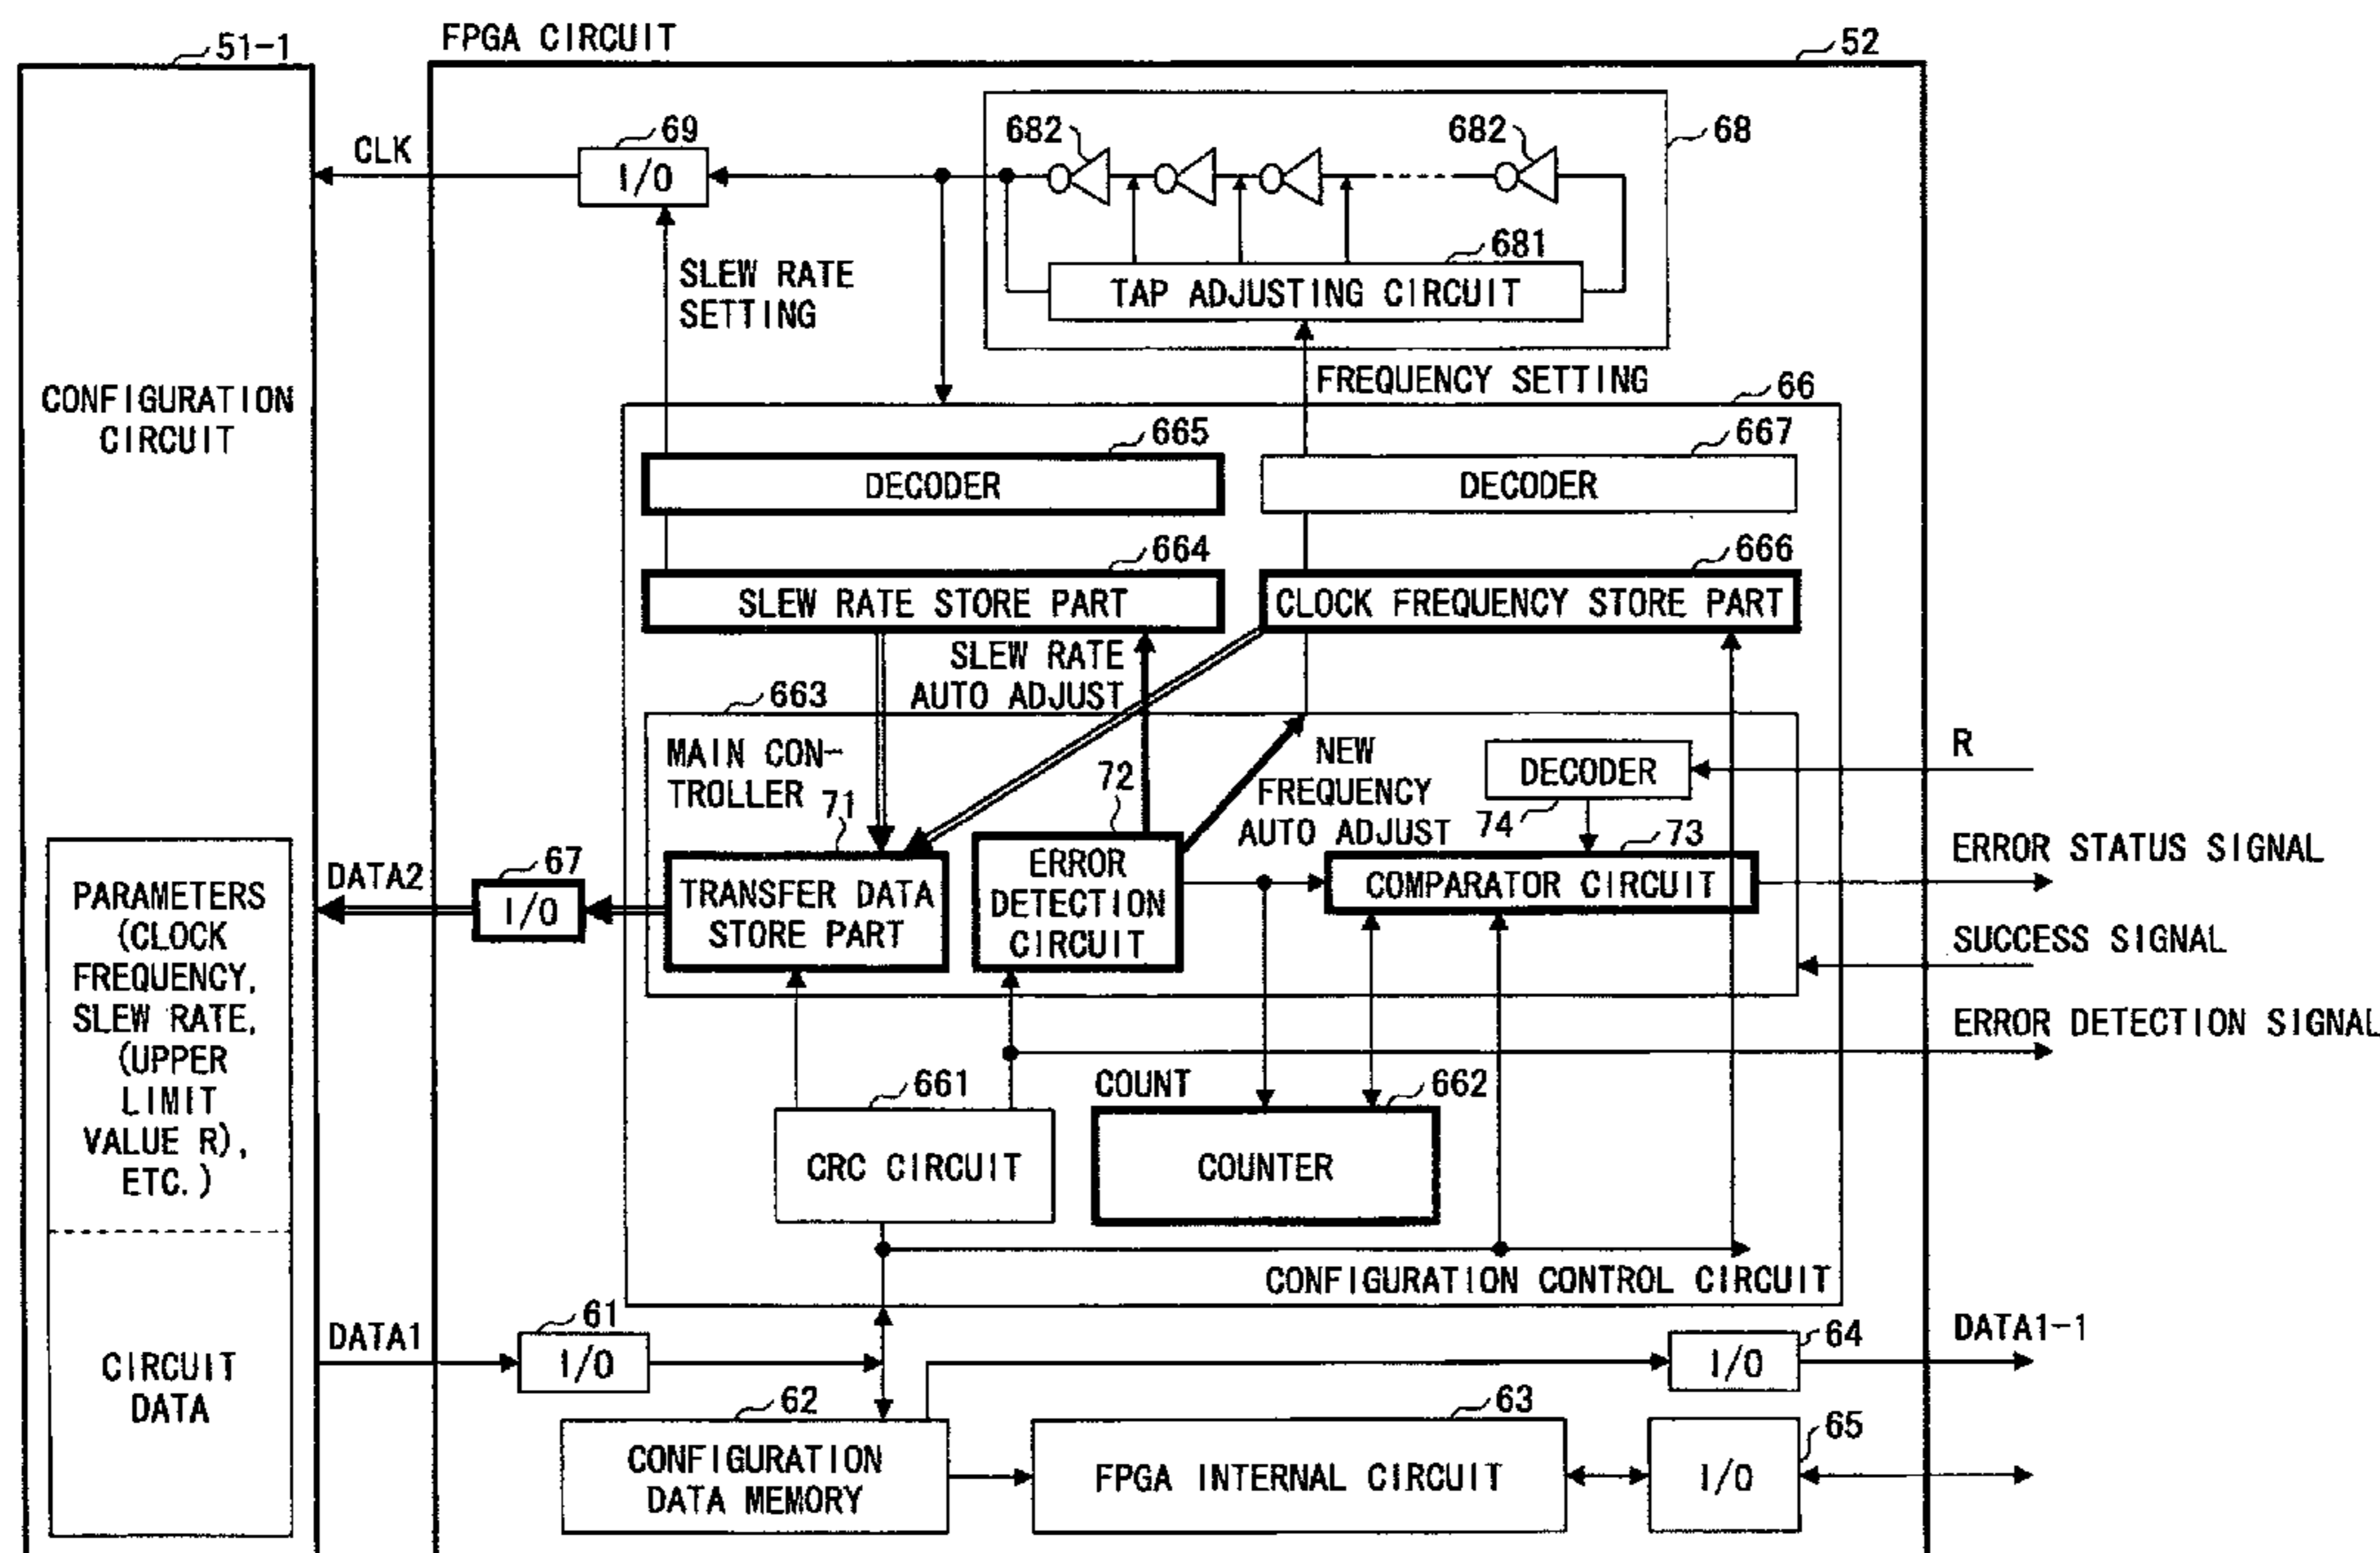 FPGA CIRCUIT
51-1
52
69
CLK
I/O
682
682
68
681
TAP ADJUSTING CIRCUIT
SLEW RATE
SETTING
FREQUENCY SETTING
66
CONFIGURATION
CIRCUIT
665
DECODER
667
DECODER
664
SLEW RATE STORE PART
666
CLOCK FREQUENCY STORE PART
SLEW RATE
AUTO ADJUST
663
MAIN CON-
TROLLER
71
TRANSFER DATA
STORE PART
72
ERROR
DETECTION
CIRCUIT
NEW
FREQUENCY
AUTO ADJUST
DECODER
74
73
COMPARATOR CIRCUIT
R
ERROR STATUS SIGNAL
SUCCESS SIGNAL
ERROR DETECTION SIGNAL
DATA2
67
I/O
PARAMETERS
(CLOCK
FREQUENCY,
SLEW RATE,
(UPPER
LIMIT
VALUE R),
ETC.)
661
CRC CIRCUIT
COUNT
662
COUNTER
CONFIGURATION CONTROL CIRCUIT
CIRCUIT
DATA
DATA1
61
I/O
64
I/O
DATA1-1
62
CONFIGURATION
DATA MEMORY
63
FPGA INTERNAL CIRCUIT
65
I/O